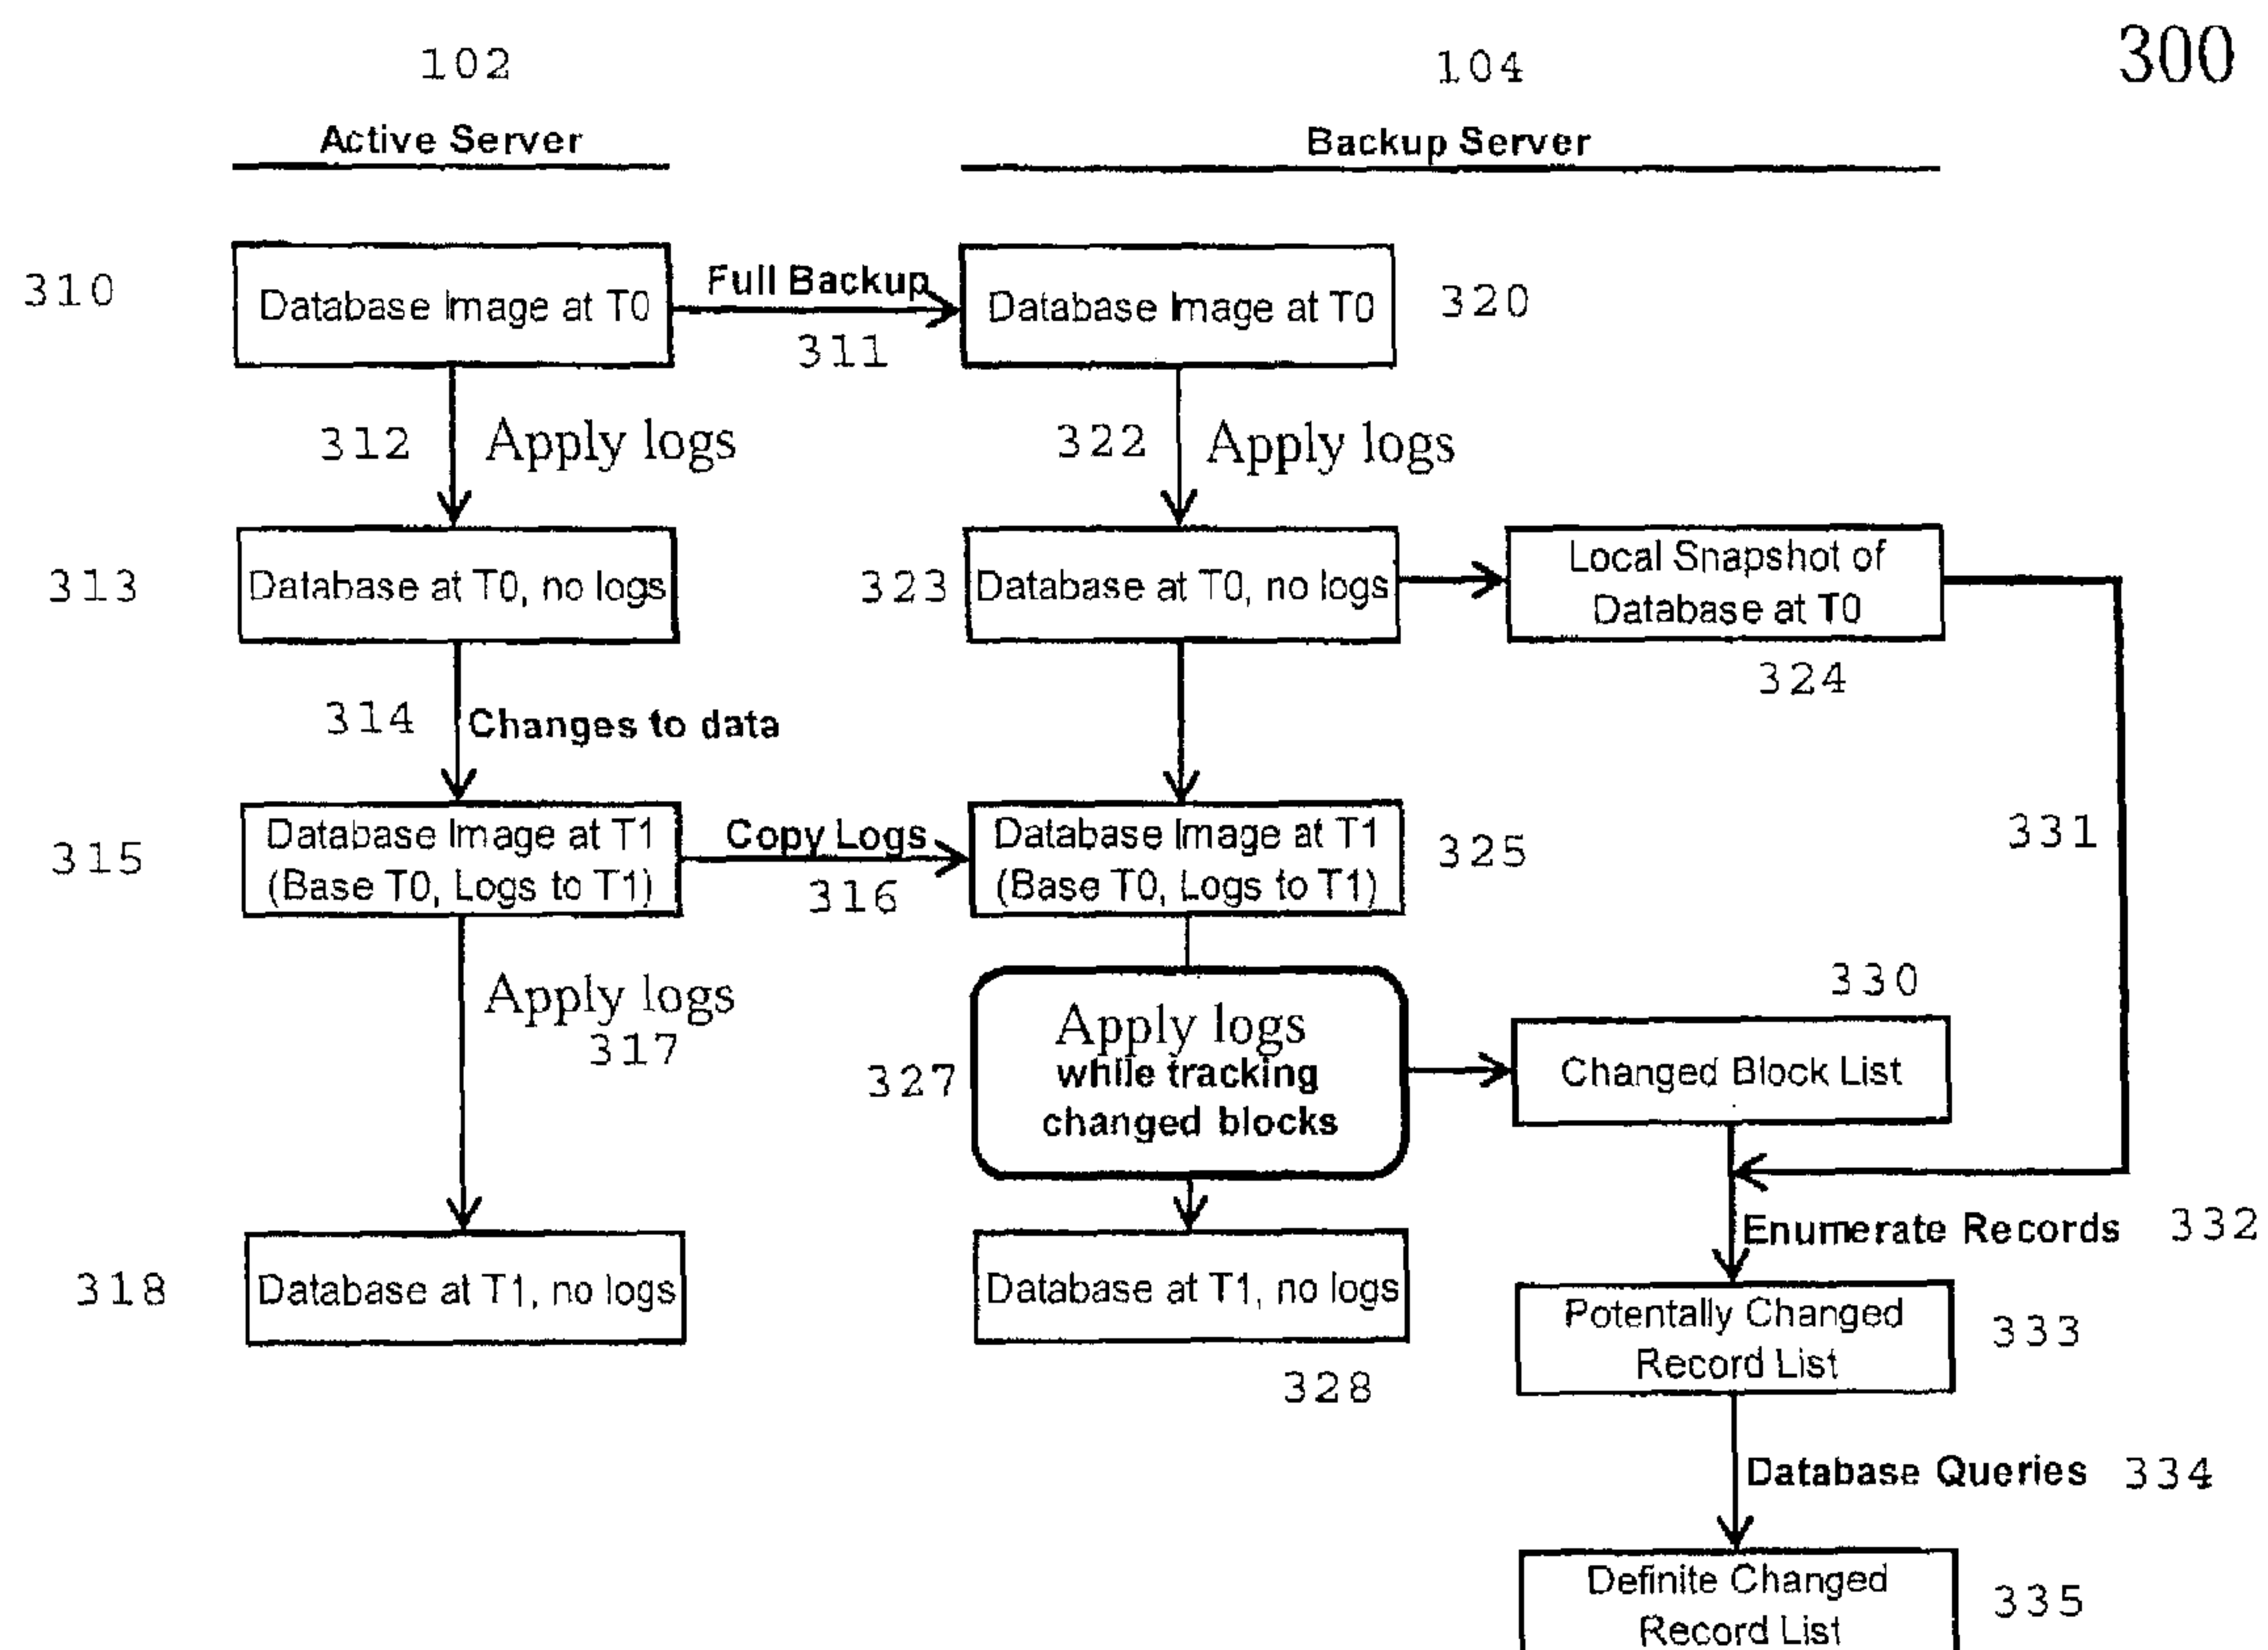 300
102
104
Active Server
Backup Server
310
Database Image at T0
Full Backup
311
Database Image at T0
320
312
Apply logs
322
Apply logs
313
Database at T0, no logs
323
Database at T0, no logs
Local Snapshot of
Database at T0
324
314
Changes to data
315
Database Image at T1
(Base T0, Logs to T1)
Copy Logs
316
Database Image at T1
(Base T0, Logs to T1)
325
331
Apply logs
317
327
Apply logs
while tracking
changed blocks
330
Changed Block List
Enumerate Records
332
318
Database at T1, no logs
Database at T1, no logs
328
Potentally Changed
Record List
333
Database Queries
334
Definite Changed
Record List
335